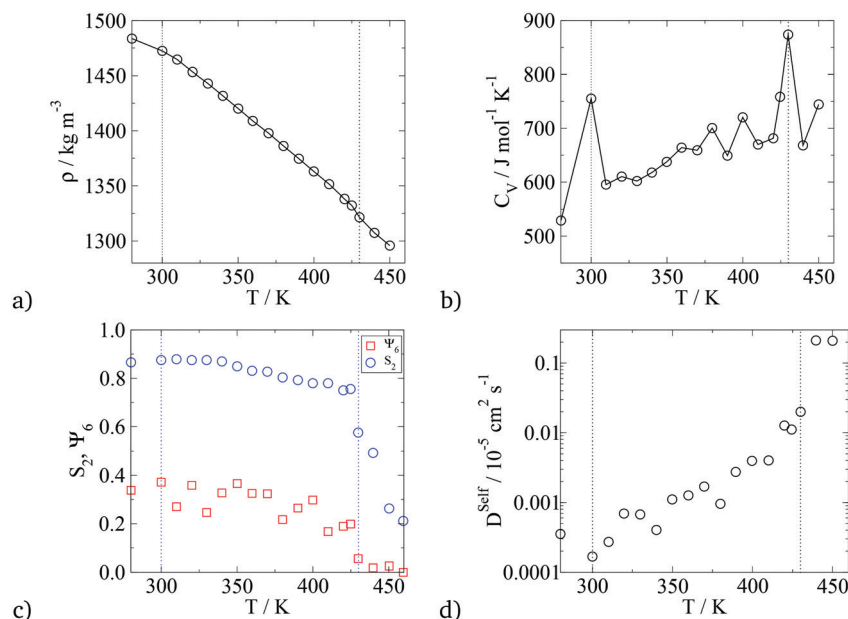 1500
1450
1400
1350
1300
ρ / kg m⁻³
300 350 400 450
T / K
a)
900
800
700
600
500
C_V / J mol⁻¹ K⁻¹
300 350 400 450
T / K
b)
1.0
0.8
0.6
0.4
0.2
0.0
S₂, Ψ₆
Ψ₆
S₂
300 350 400 450
T / K
c)
0.1
0.01
0.001
0.0001
D^Self / 10⁻⁵ cm² s⁻¹
300 350 400 450
T / K
d)